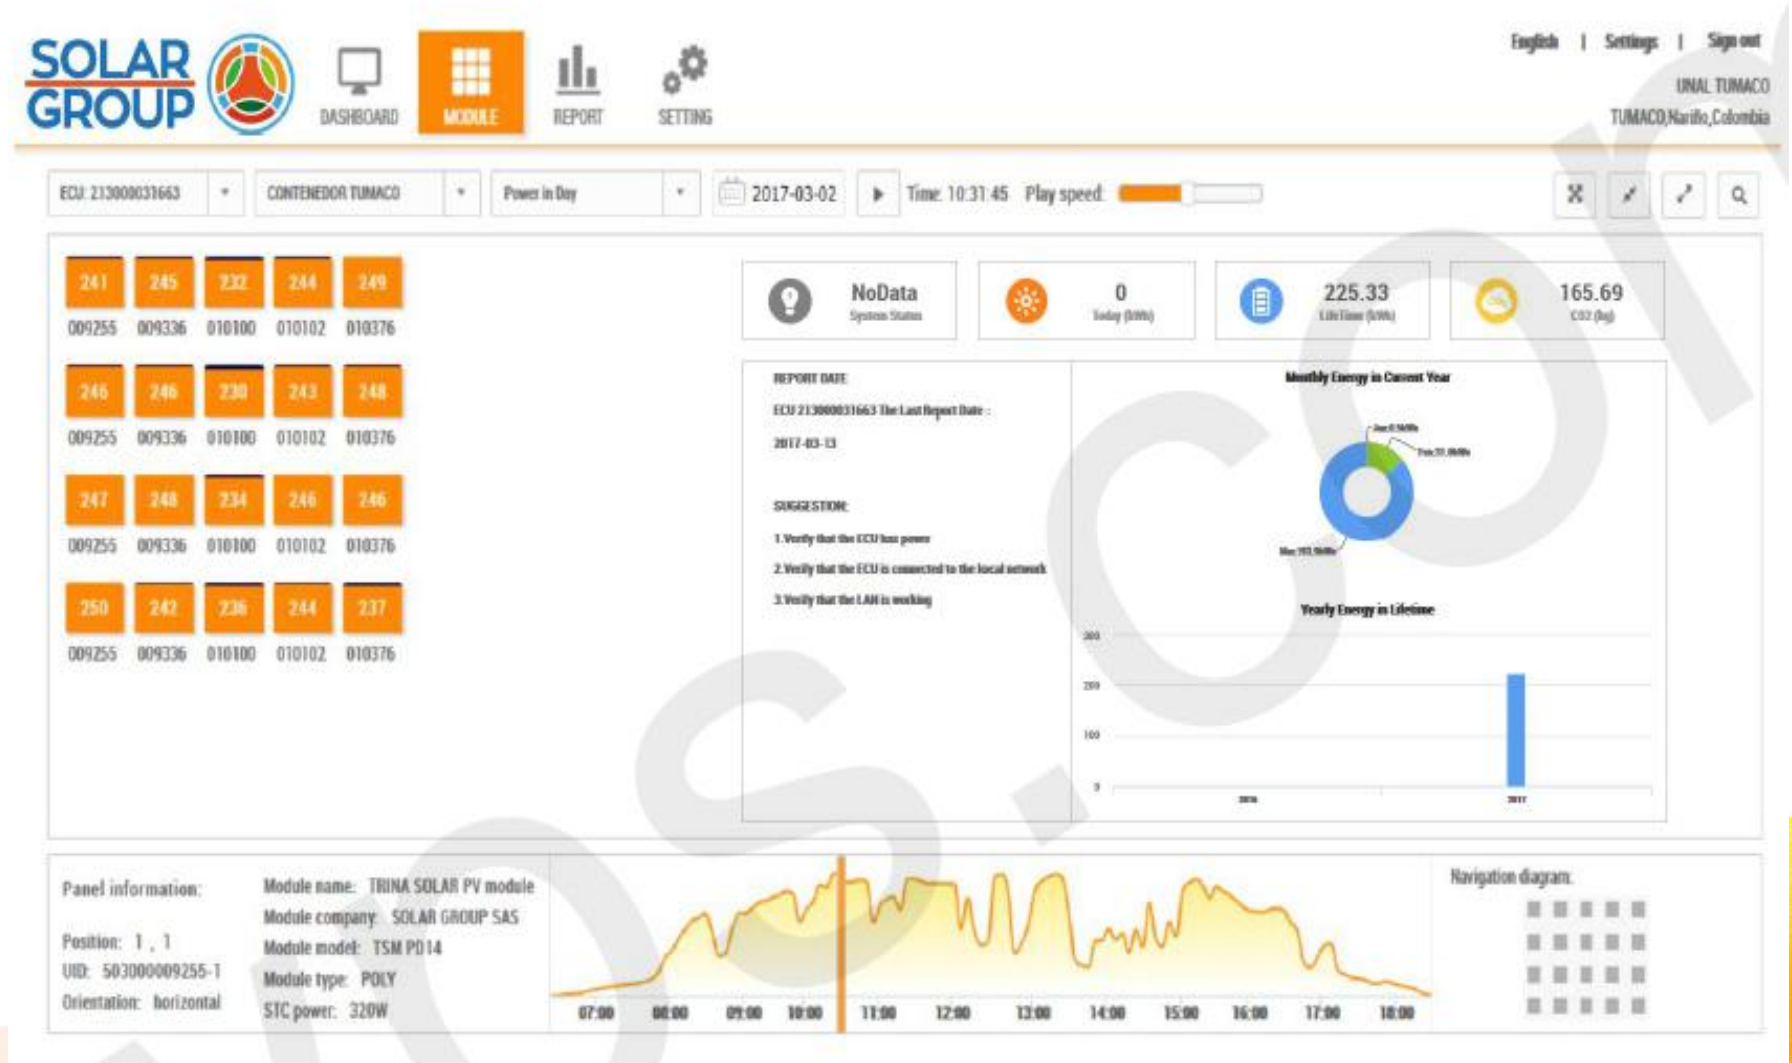 SOLAR
GROUP
DASHBOARD
MODULE
REPORT
SETTING
English | Settings | Sign out
UNAL TUMACO
TUMACO,Nariño,Colombia
ECU: 213000031663
CONTENEDOR TUMACO
Power in Day
2017-03-02
Time: 10:31:45 Play speed:
241 245 232 244 249
009255 009336 010100 010102 010376
246 246 230 243 248
009255 009336 010100 010102 010376
247 248 234 246 246
009255 009336 010100 010102 010376
250 242 236 244 237
009255 009336 010100 010102 010376
NoData
System Status
0
Today (kWh)
225.33
LifeTime (kWh)
165.69
CO2 (kg)
REPORT DATE
ECU 213000031663 The Last Report Date :
2017-03-13
SUGGESTION:
1.Verify that the ECU has power
2.Verify that the ECU is connected to the local network
3.Verify that the LAN is working
Monthly Energy in Current Year
Yearly Energy in Lifetime
300
200
100
0
2016 2017
Panel information:
Position: 1 , 1
UID: 503000009255-1
Orientation: horizontal
Module name: TRINA SOLAR PV module
Module company: SOLAR GROUP SAS
Module model: TSM PD14
Module type: POLY
STC power: 320W
07:00 08:00 09:00 10:00 11:00 12:00 13:00 14:00 15:00 16:00 17:00 18:00
Navigation diagram:
os.com